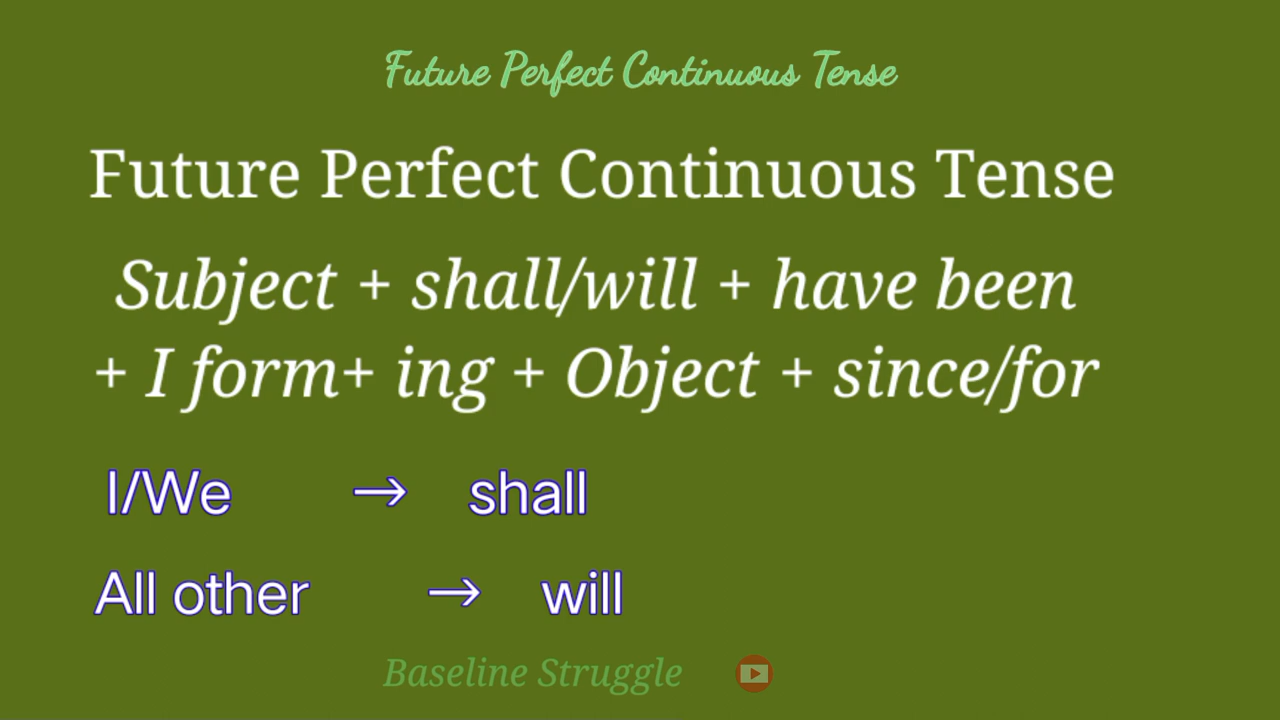 Future Perfect Continuous Tense
Future Perfect Continuous Tense
Subject + shall/will + have been
+ I form+ ing + Object + since/for
I/We → shall
All other → will
Baseline Struggle